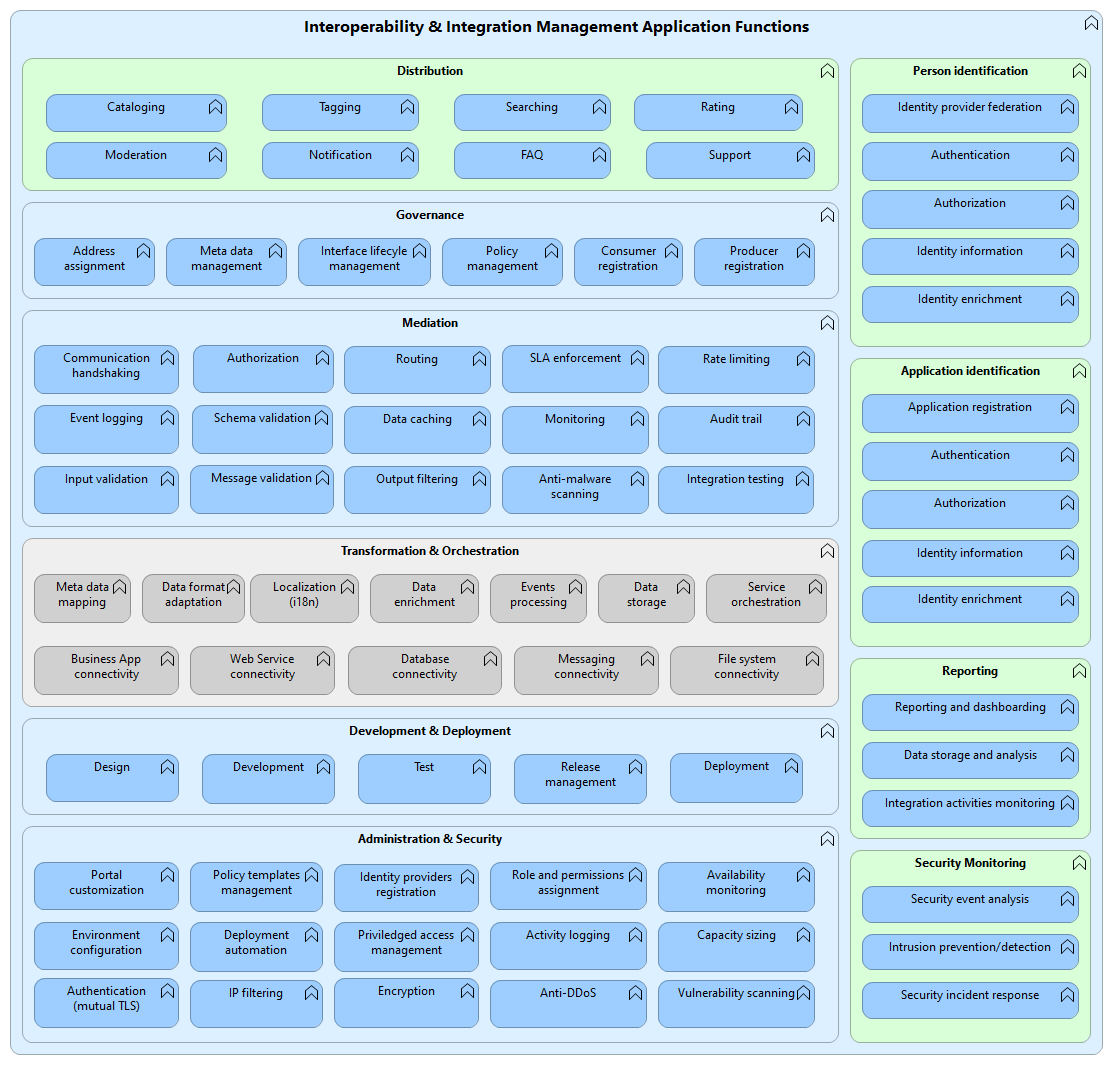 Interoperability & Integration Management Application Functions
Distribution
Cataloging
Tagging
Searching
Rating
Moderation
Notification
FAQ
Support
Governance
Address
assignment
Meta data
management
Interface lifecyle
management
Policy
management
Consumer
registration
Producer
registration
Mediation
Communication
handshaking
Authorization
Routing
SLA enforcement
Rate limiting
Event logging
Schema validation
Data caching
Monitoring
Audit trail
Input validation
Message validation
Output filtering
Anti-malware
scanning
Integration testing
Transformation & Orchestration
Meta data
mapping
Data format
adaptation
Localization
(i18n)
Data
enrichment
Events
processing
Data
storage
Service
orchestration
Business App
connectivity
Web Service
connectivity
Database
connectivity
Messaging
connectivity
File system
connectivity
Development & Deployment
Design
Development
Test
Release
management
Deployment
Administration & Security
Portal
customization
Policy templates
management
Identity providers
registration
Role and permissions
assignment
Availability
monitoring
Environment
configuration
Deployment
automation
Priviledged access
management
Activity logging
Capacity sizing
Authentication
(mutual TLS)
IP filtering
Encryption
Anti-DDoS
Vulnerability scanning
Person identification
Identity provider federation
Authentication
Authorization
Identity information
Identity enrichment
Application identification
Application registration
Authentication
Authorization
Identity information
Identity enrichment
Reporting
Reporting and dashboarding
Data storage and analysis
Integration activities monitoring
Security Monitoring
Security event analysis
Intrusion prevention/detection
Security incident response